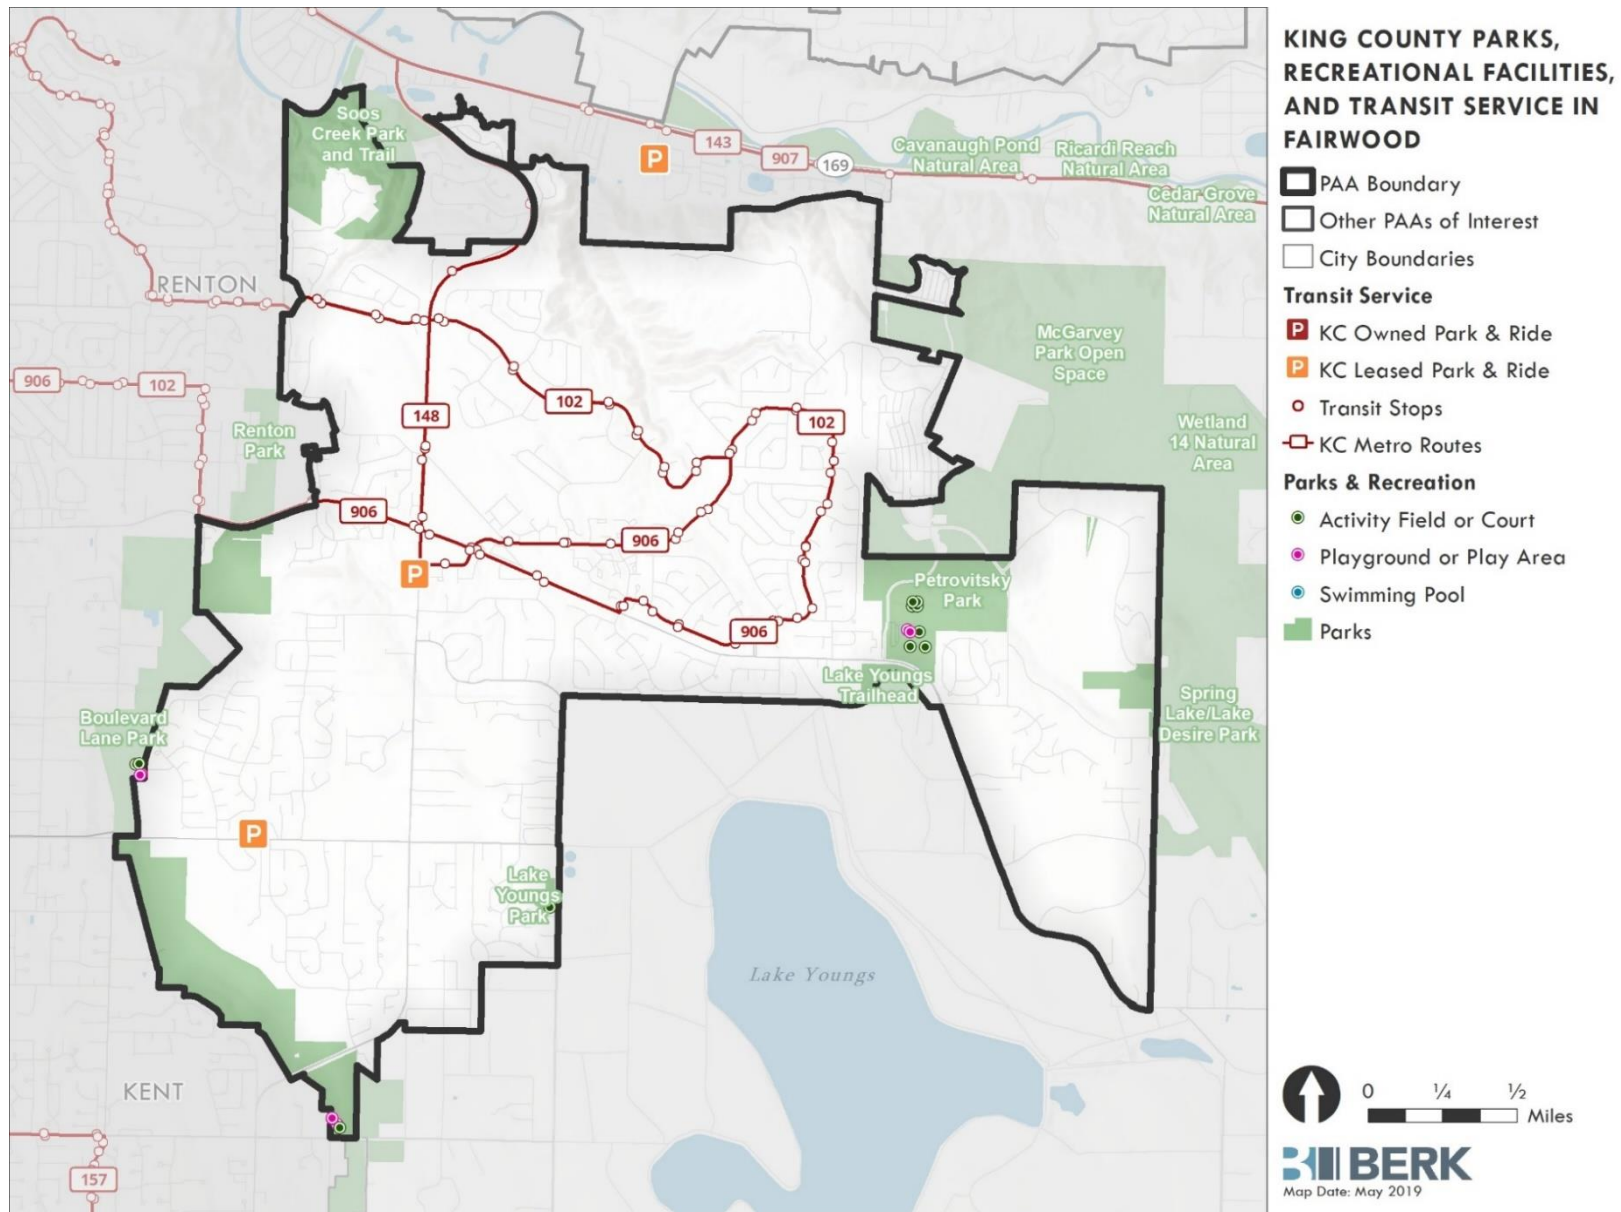 KING COUNTY PARKS,
RECREATIONAL FACILITIES,
AND TRANSIT SERVICE IN
FAIRWOOD
PAA Boundary
Other PAAs of Interest
City Boundaries
Transit Service
P KC Owned Park & Ride
P KC Leased Park & Ride
Transit Stops
KC Metro Routes
Parks & Recreation
Activity Field or Court
Playground or Play Area
Swimming Pool
Parks
0 ¼ ½
Miles
BERK
Map Date: May 2019
Soos
Creek Park
and Trail
P
143
907
169
Cavanaugh Pond
Natural Area
Ricardi Reach
Natural Area
Cedar Grove
Natural Area
RENTON
McGarvey
Park Open
Space
906
102
148
102
102
Renton
Park
Wetland
14 Natural
Area
906
906
P
Petrovitsky
Park
906
Lake Youngs
Trailhead
Spring
Lake/Lake
Desire Park
Boulevard
Lane Park
P
Lake
Youngs
Park
Lake Youngs
KENT
157